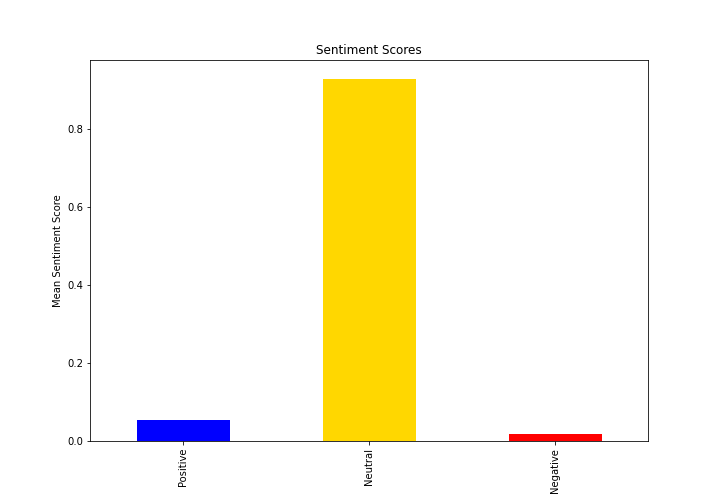 Sentiment Scores
Mean Sentiment Score
0.8
0.6
0.4
0.2
0.0
Positive
Neutral
Negative